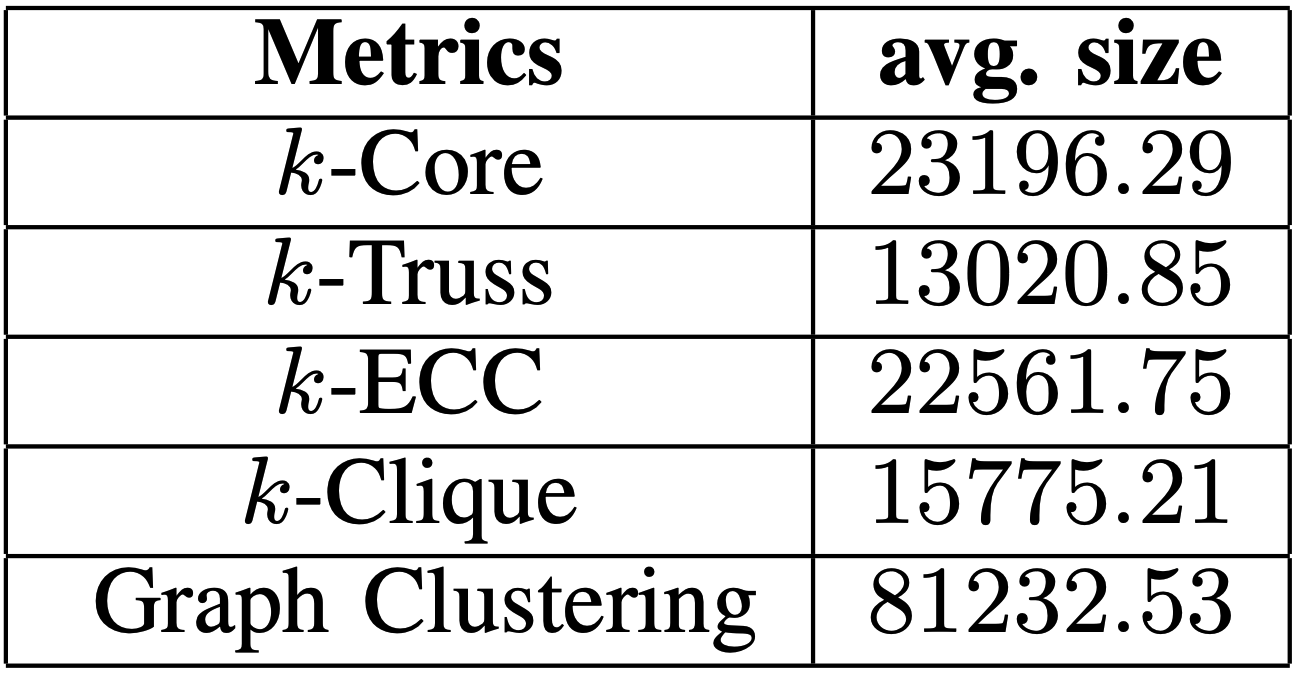 Metrics avg. size
k-Core 23196.29
k-Truss 13020.85
k-ECC 22561.75
k-Clique 15775.21
Graph Clustering 81232.53